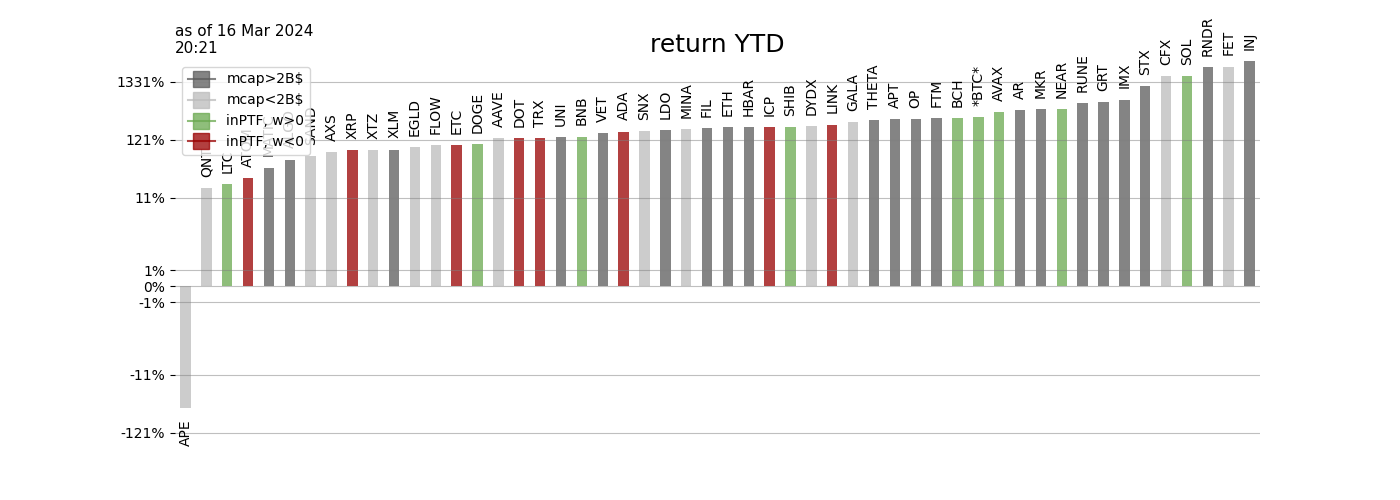 as of 16 Mar 2024
20:21
return YTD
mcap>2B$
mcap<2B$
inPTF, w>0
inPTF, w<0
1331%
121%
11%
1%
0%
-1%
-11%
-121%
APE
QNT
LTC
ATOM
SAND
AXS
XRP
XTZ
XLM
EGLD
FLOW
ETC
DOGE
AAVE
DOT
TRX
UNI
BNB
VET
ADA
SNX
LDO
MINA
FIL
ETH
HBAR
ICP
SHIB
DYDX
LINK
GALA
THETA
APT
OP
FTM
BCH
*BTC*
AVAX
AR
MKR
NEAR
RUNE
GRT
IMX
STX
CFX
SOL
RNDR
FET
INJ